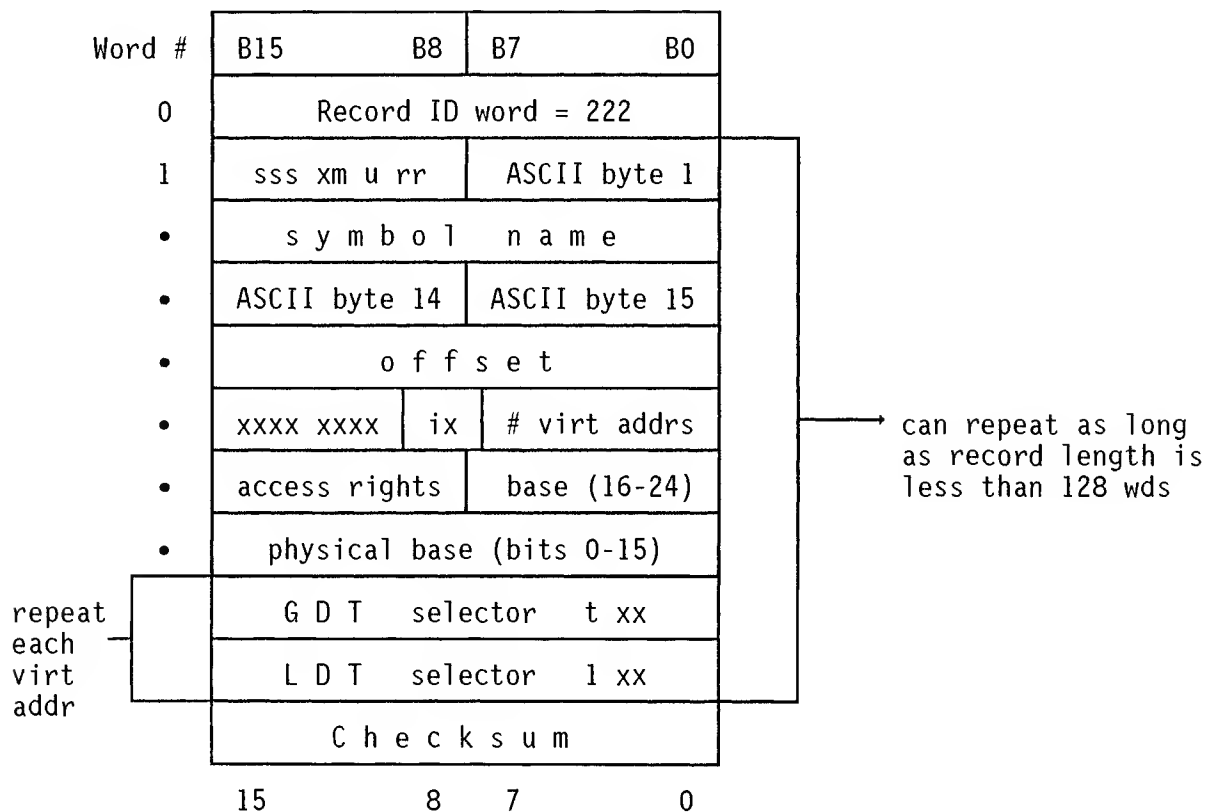 Word # B15 B8 B7 B0
0 Record ID word = 222
1 sss xm u rr ASCII byte 1
• s y m b o l n a m e
• ASCII byte 14 ASCII byte 15
• o f f s e t
• xxxx xxxx ix # virt addrs
• access rights base (16-24)
• physical base (bits 0-15)
G D T selector t xx
L D T selector l xx
C h e c k s u m
15 8 7 0
repeat
each
virt
addr
can repeat as long
as record length is
less than 128 wds